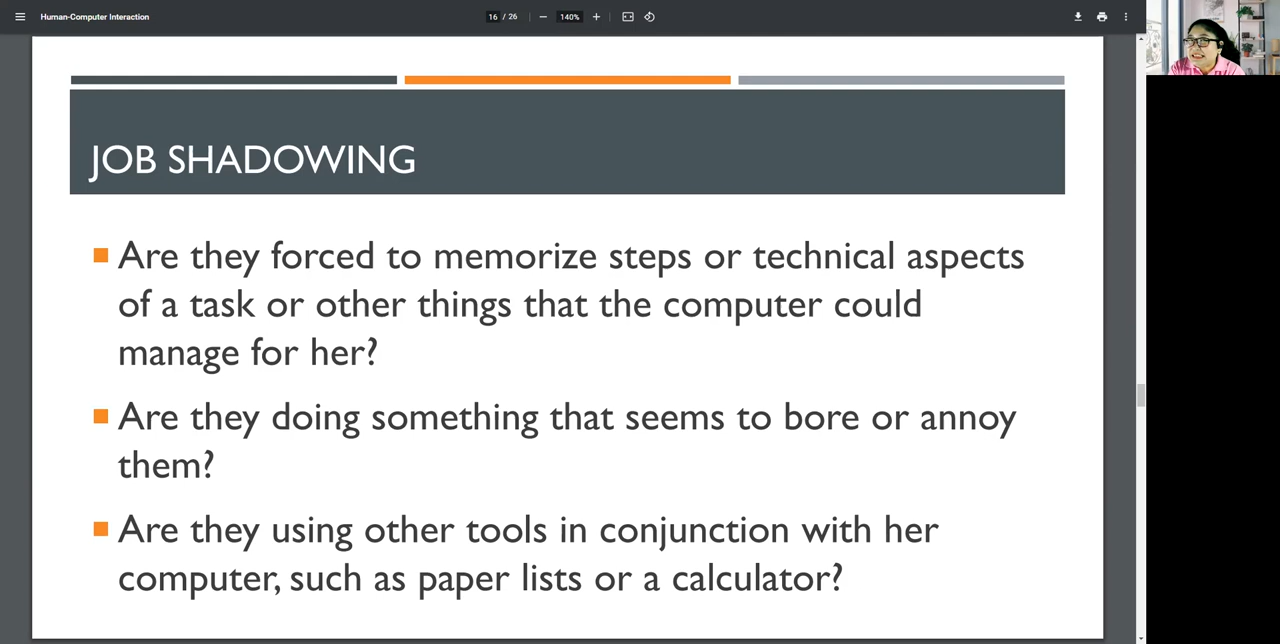 Human-Computer Interaction
16 / 26
140%
JOB SHADOWING
Are they forced to memorize steps or technical aspects
of a task or other things that the computer could
manage for her?
Are they doing something that seems to bore or annoy
them?
Are they using other tools in conjunction with her
computer, such as paper lists or a calculator?